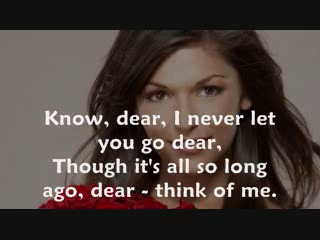 Know, dear, I never let
you go dear,
Though it's all so long
ago, dear - think of me.